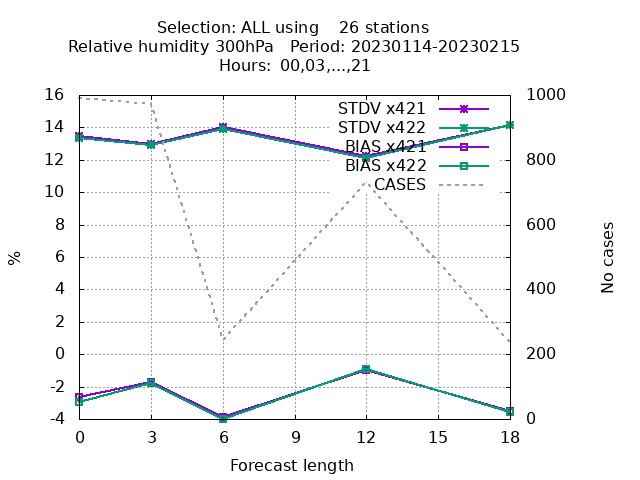 Selection: ALL using    26 stations
Relative humidity 300hPa   Period: 20230114-20230215
Hours: 00,03,...,21
STDV x421
STDV x422
BIAS x421
BIAS x422
CASES
16
14
12
10
8
6
4
2
0
-2
-4
%
1000
800
600
400
200
0
No cases
0 3 6 9 12 15 18
Forecast length